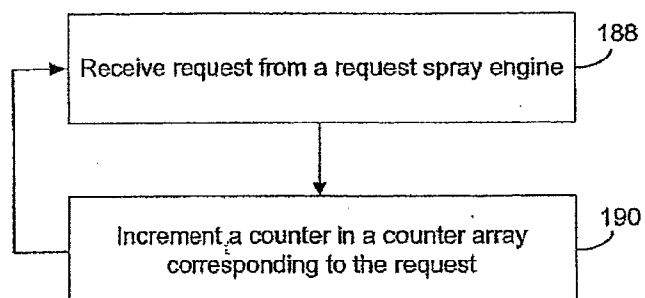 188
Receive request from a request spray engine
190
Increment a counter in a counter array
corresponding to the request